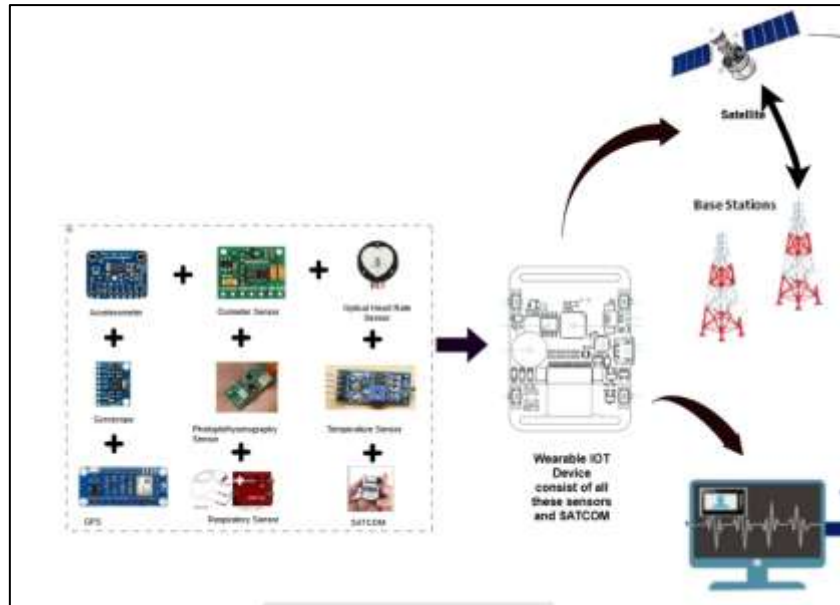 Satellite
Base Stations
Accelerometer
Oximeter Sensor
Optical Heart Rate
Sensor
Gyroscope
Photoplethysmography
Sensor
Temperature Sensor
GPS
Respiratory Sensor
SATCOM
Wearable IOT
Device
consist of all
these sensors
and SATCOM